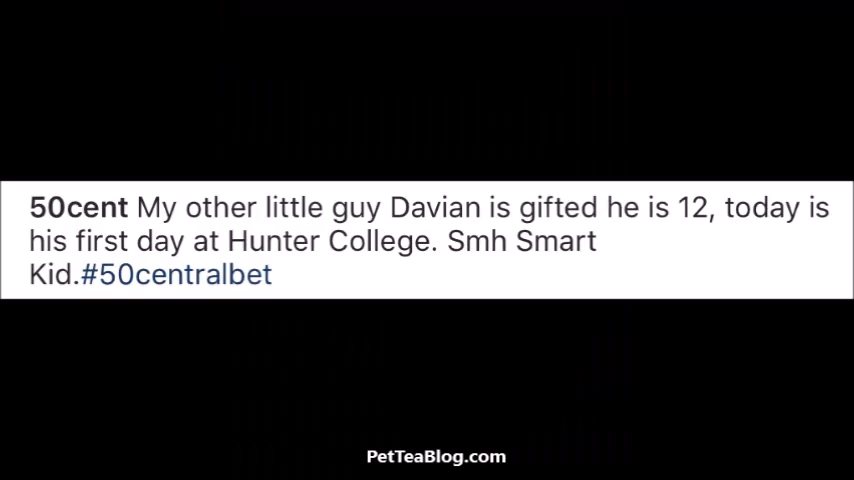 50cent My other little guy Davian is gifted he is 12, today is
his first day at Hunter College. Smh Smart
Kid.#50centralbet
PetTeaBlog.com